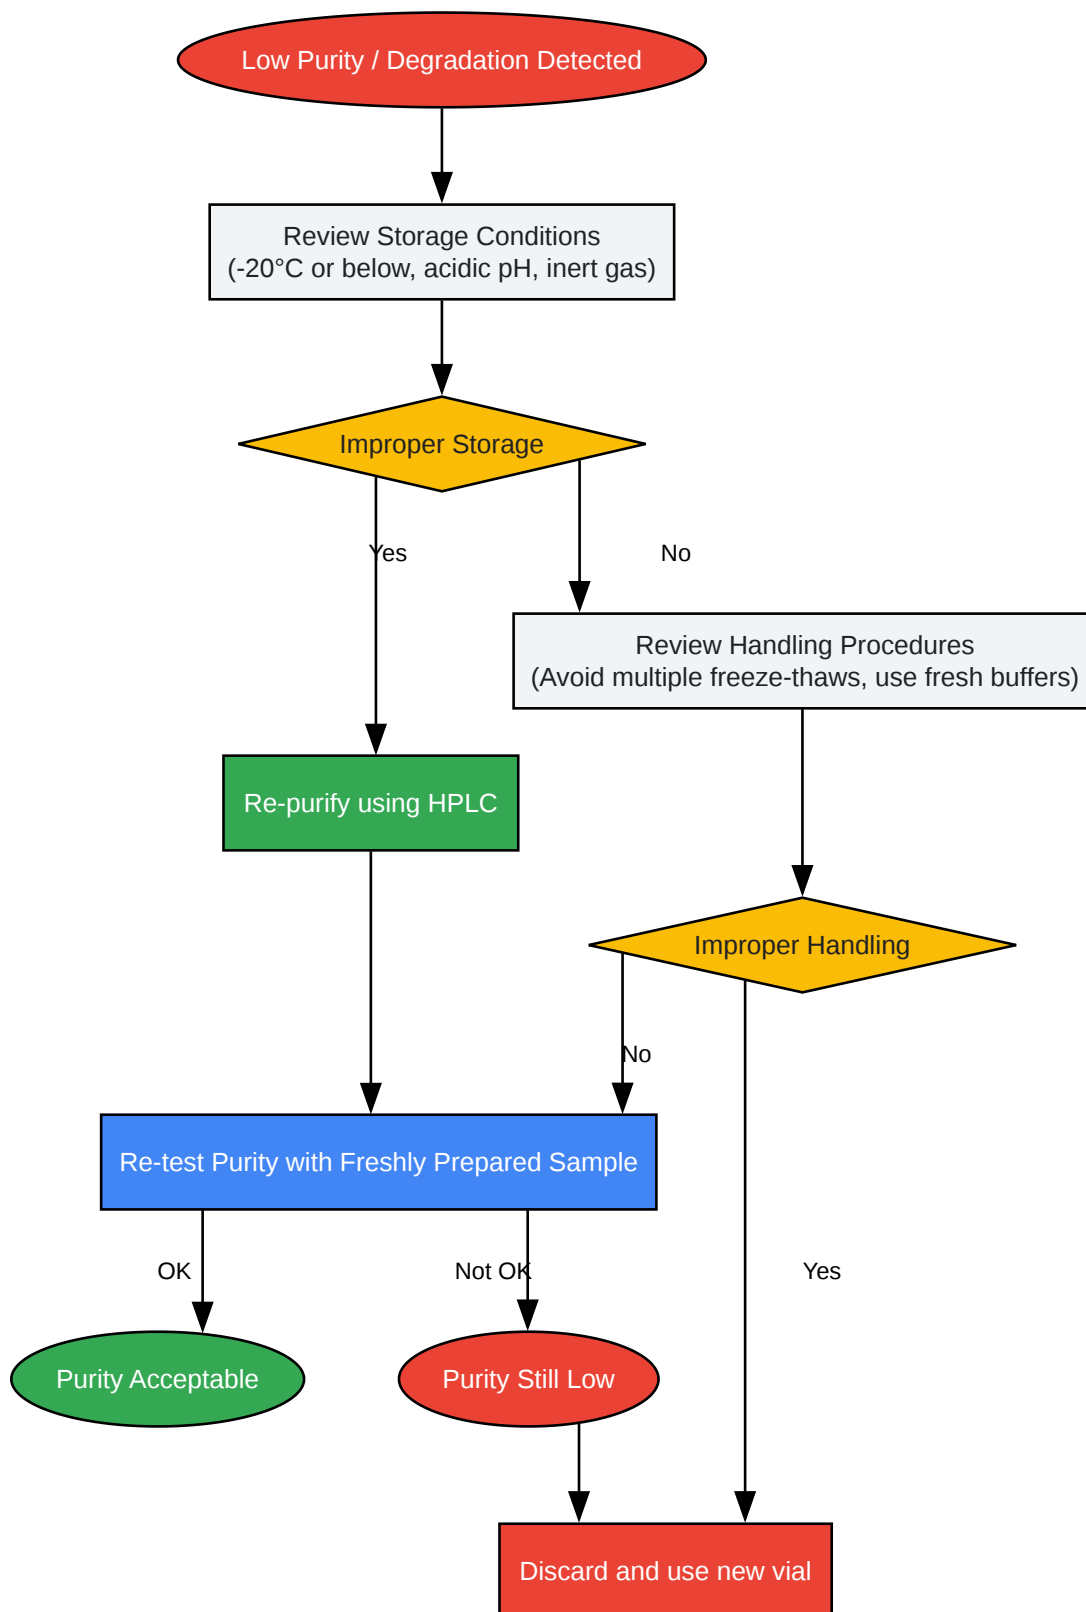 Low Purity / Degradation Detected
Review Storage Conditions
(-20°C or below, acidic pH, inert gas)
Improper Storage
Yes
No
Review Handling Procedures
(Avoid multiple freeze-thaws, use fresh buffers)
Re-purify using HPLC
Improper Handling
No
Re-test Purity with Freshly Prepared Sample
OK
Not OK
Yes
Purity Acceptable
Purity Still Low
Discard and use new vial